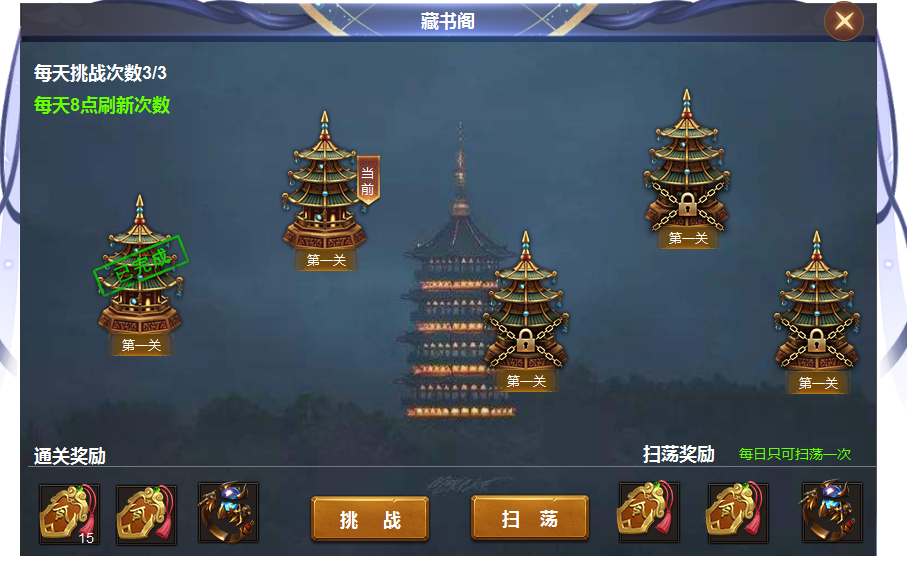 藏书阁
每天挑战次数3/3
每天8点刷新次数
当前
已完成
第一关
第一关
第一关
第一关
第一关
通关奖励
扫荡奖励
每日只可扫荡一次
15
挑 战
扫 荡